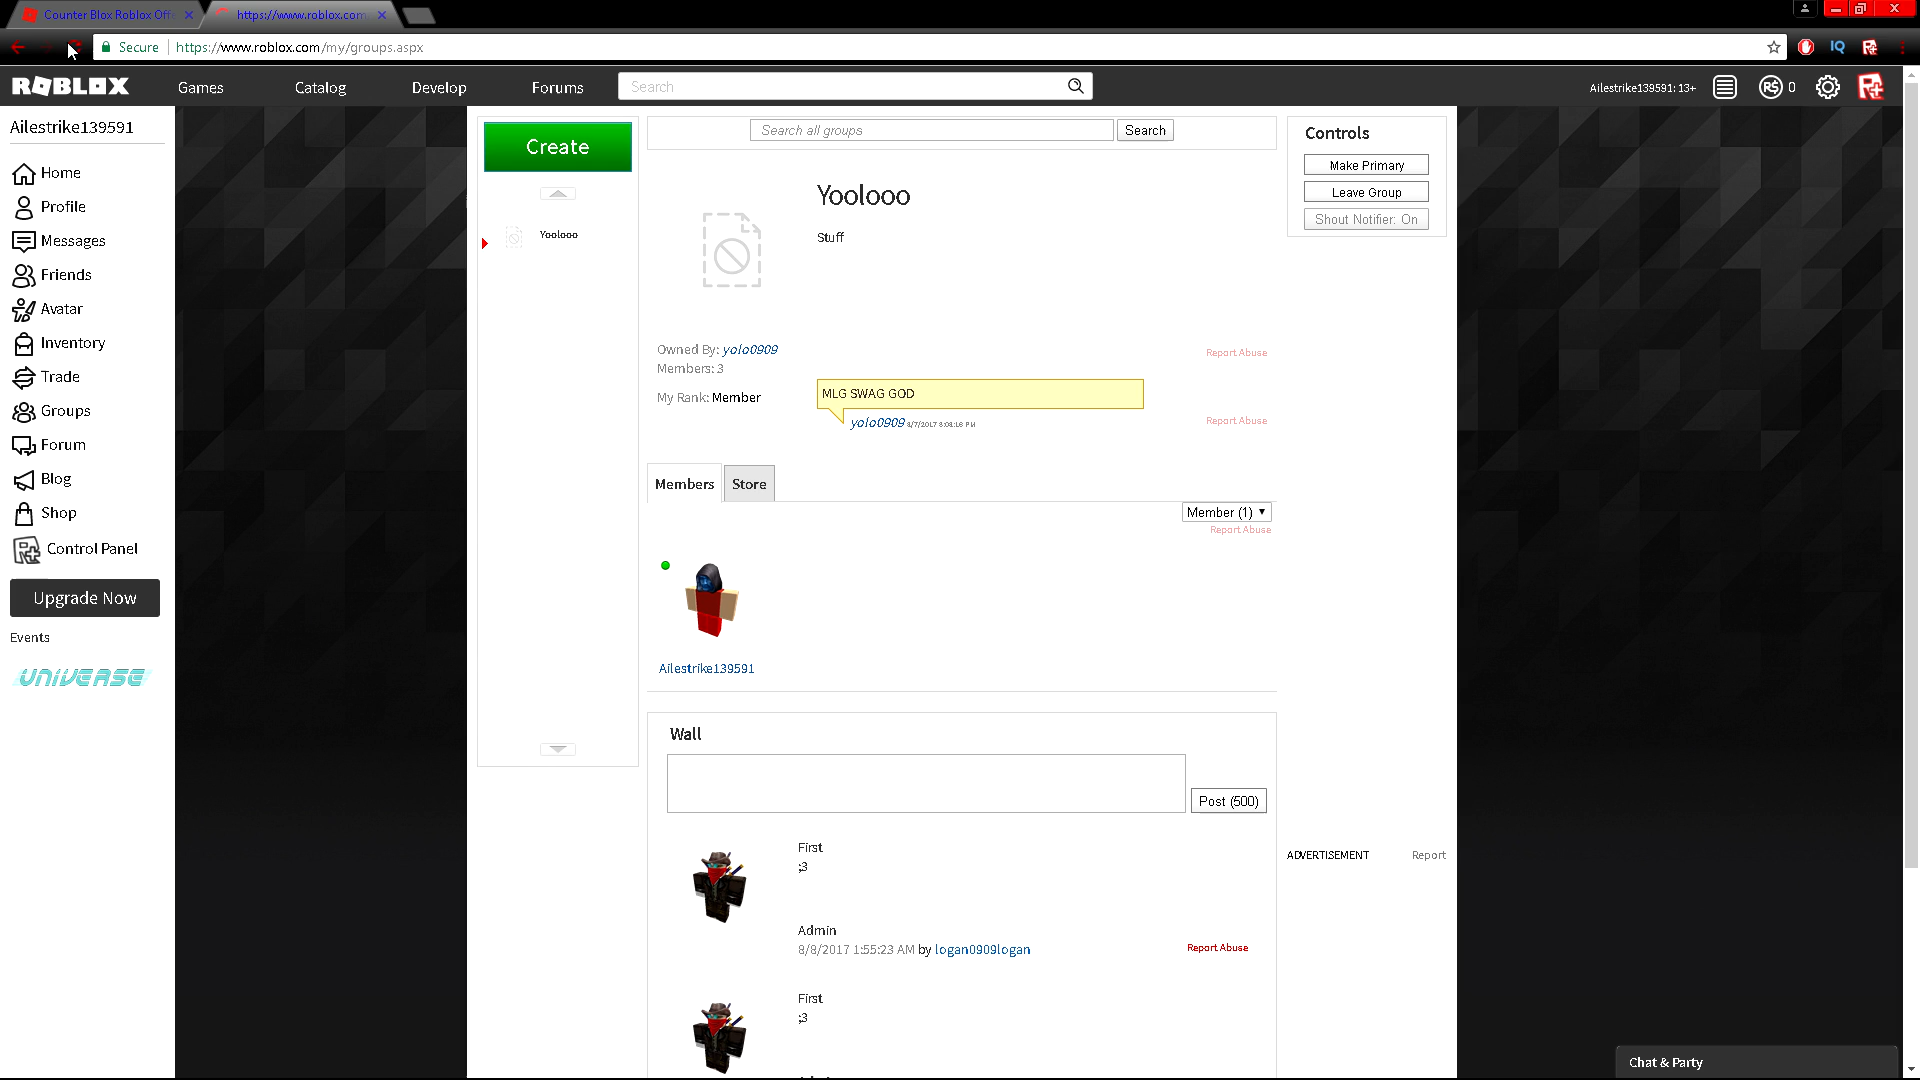 Counter Blox Roblox Offe
https://www.roblox.com
Secure
https://www.roblox.com/my/groups.aspx
IQ
ROBLOX
Games
Catalog
Develop
Forums
Search
Ailestrike139591: 13+
R$ 0
Ailestrike139591
Home
Profile
Messages
Friends
Avatar
Inventory
Trade
Groups
Forum
Blog
Shop
Control Panel
Upgrade Now
Events
UNIVERSE
Create
Yoolooo
Search all groups
Search
Yoolooo
Stuff
Owned By: yolo0909
Members: 3
My Rank: Member
Report Abuse
MLG SWAG GOD
yolo0909
Report Abuse
Members
Store
Member (1)
Report Abuse
Ailestrike139591
Wall
Post (500)
First
;3
Admin
8/8/2017 1:55:23 AM by logan0909logan
Report Abuse
First
;3
Controls
Make Primary
Leave Group
Shout Notifier: On
ADVERTISEMENT
Report
Chat & Party